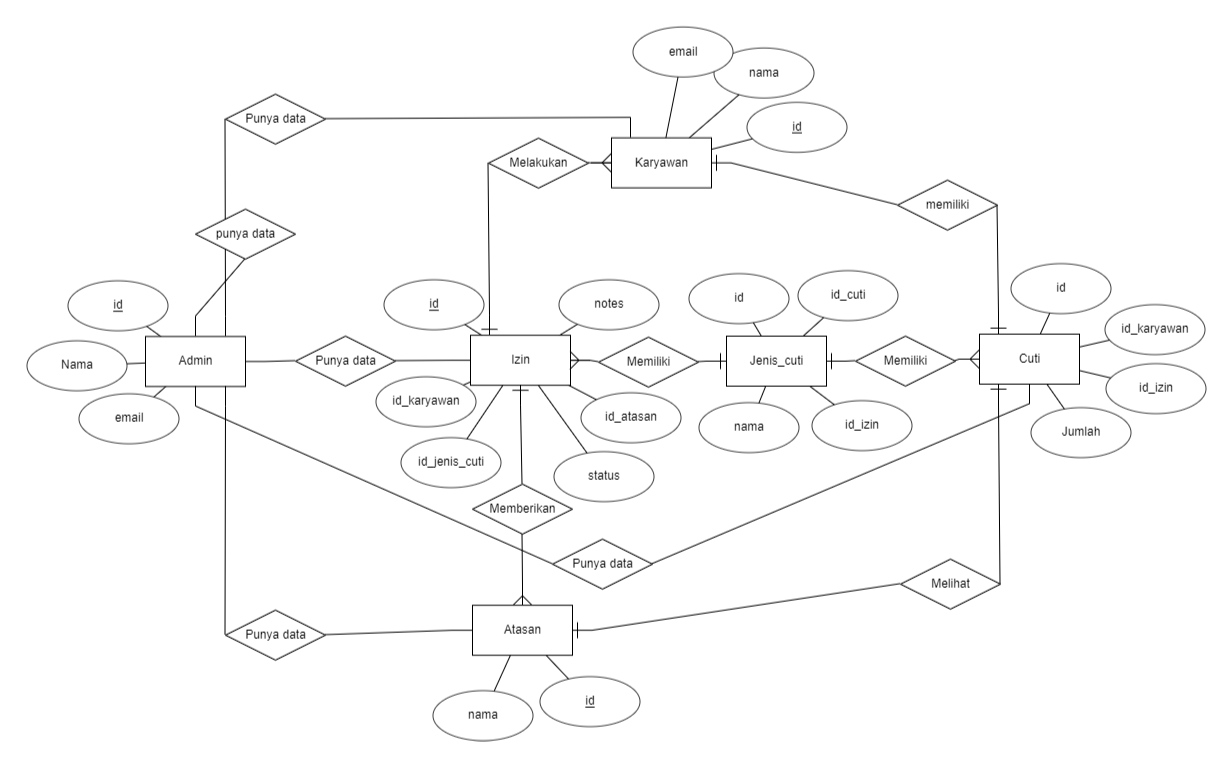 email
nama
Punya data
id
Melakukan
Karyawan
memiliki
punya data
id
id
notes
id
id_cuti
id
id_karyawan
Nama
Admin
Punya data
Izin
Memiliki
Jenis_cuti
Memiliki
Cuti
id_izin
email
id_karyawan
id_atasan
nama
id_izin
Jumlah
id_jenis_cuti
status
Memberikan
Punya data
Melihat
Punya data
Atasan
nama
id